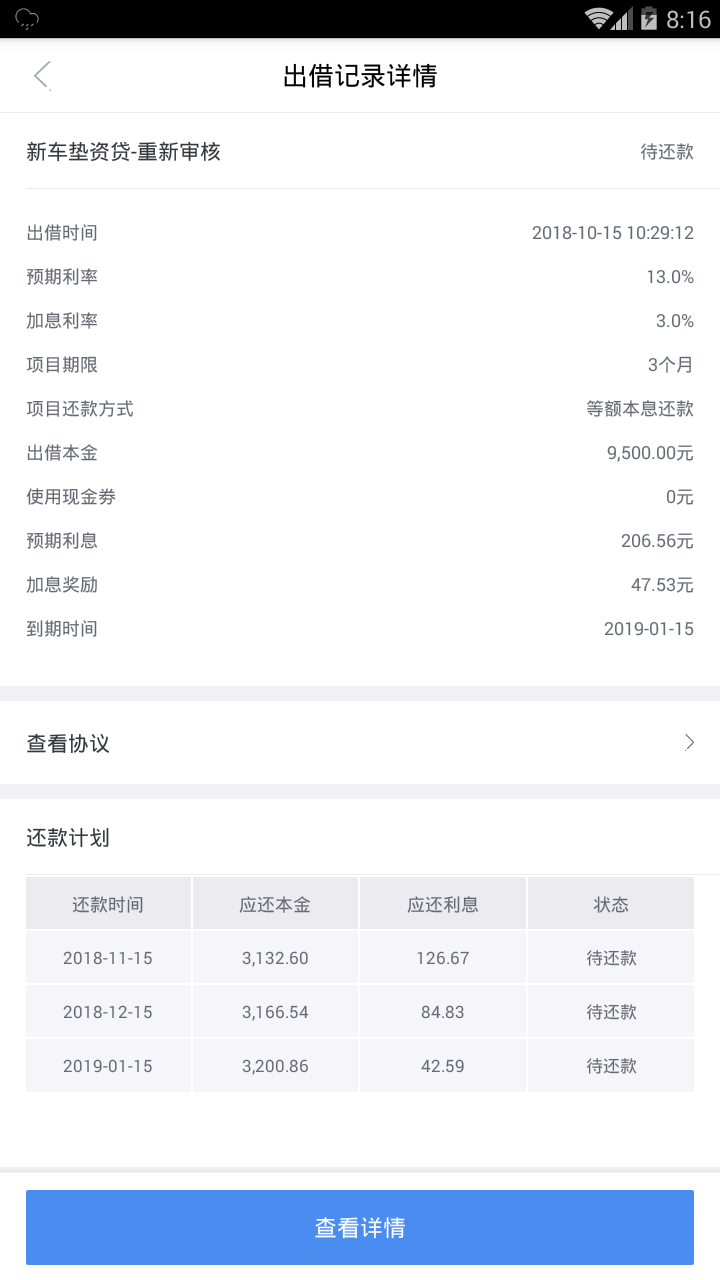 8:16
出借记录详情
新车垫资贷-重新审核 待还款
出借时间 2018-10-15 10:29:12
预期利率 13.0%
加息利率 3.0%
项目期限 3个月
项目还款方式 等额本息还款
出借本金 9,500.00元
使用现金券 0元
预期利息 206.56元
加息奖励 47.53元
到期时间 2019-01-15
查看协议
还款计划
还款时间 应还本金 应还利息 状态
2018-11-15 3,132.60 126.67 待还款
2018-12-15 3,166.54 84.83 待还款
2019-01-15 3,200.86 42.59 待还款
查看详情